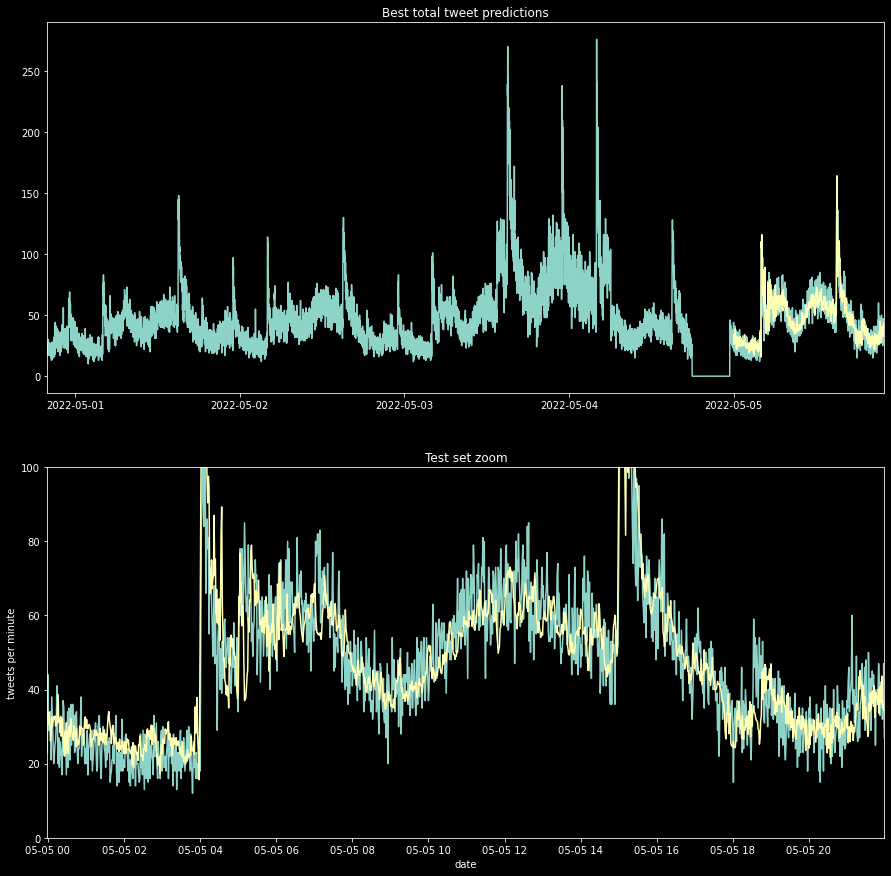 Best total tweet predictions
250
200
150
100
50
0
2022-05-01 2022-05-02 2022-05-03 2022-05-04 2022-05-05
Test set zoom
100
80
60
40
20
0
tweets per minute
05-05 00 05-05 02 05-05 04 05-05 06 05-05 08 05-05 10 05-05 12 05-05 14 05-05 16 05-05 18 05-05 20
date